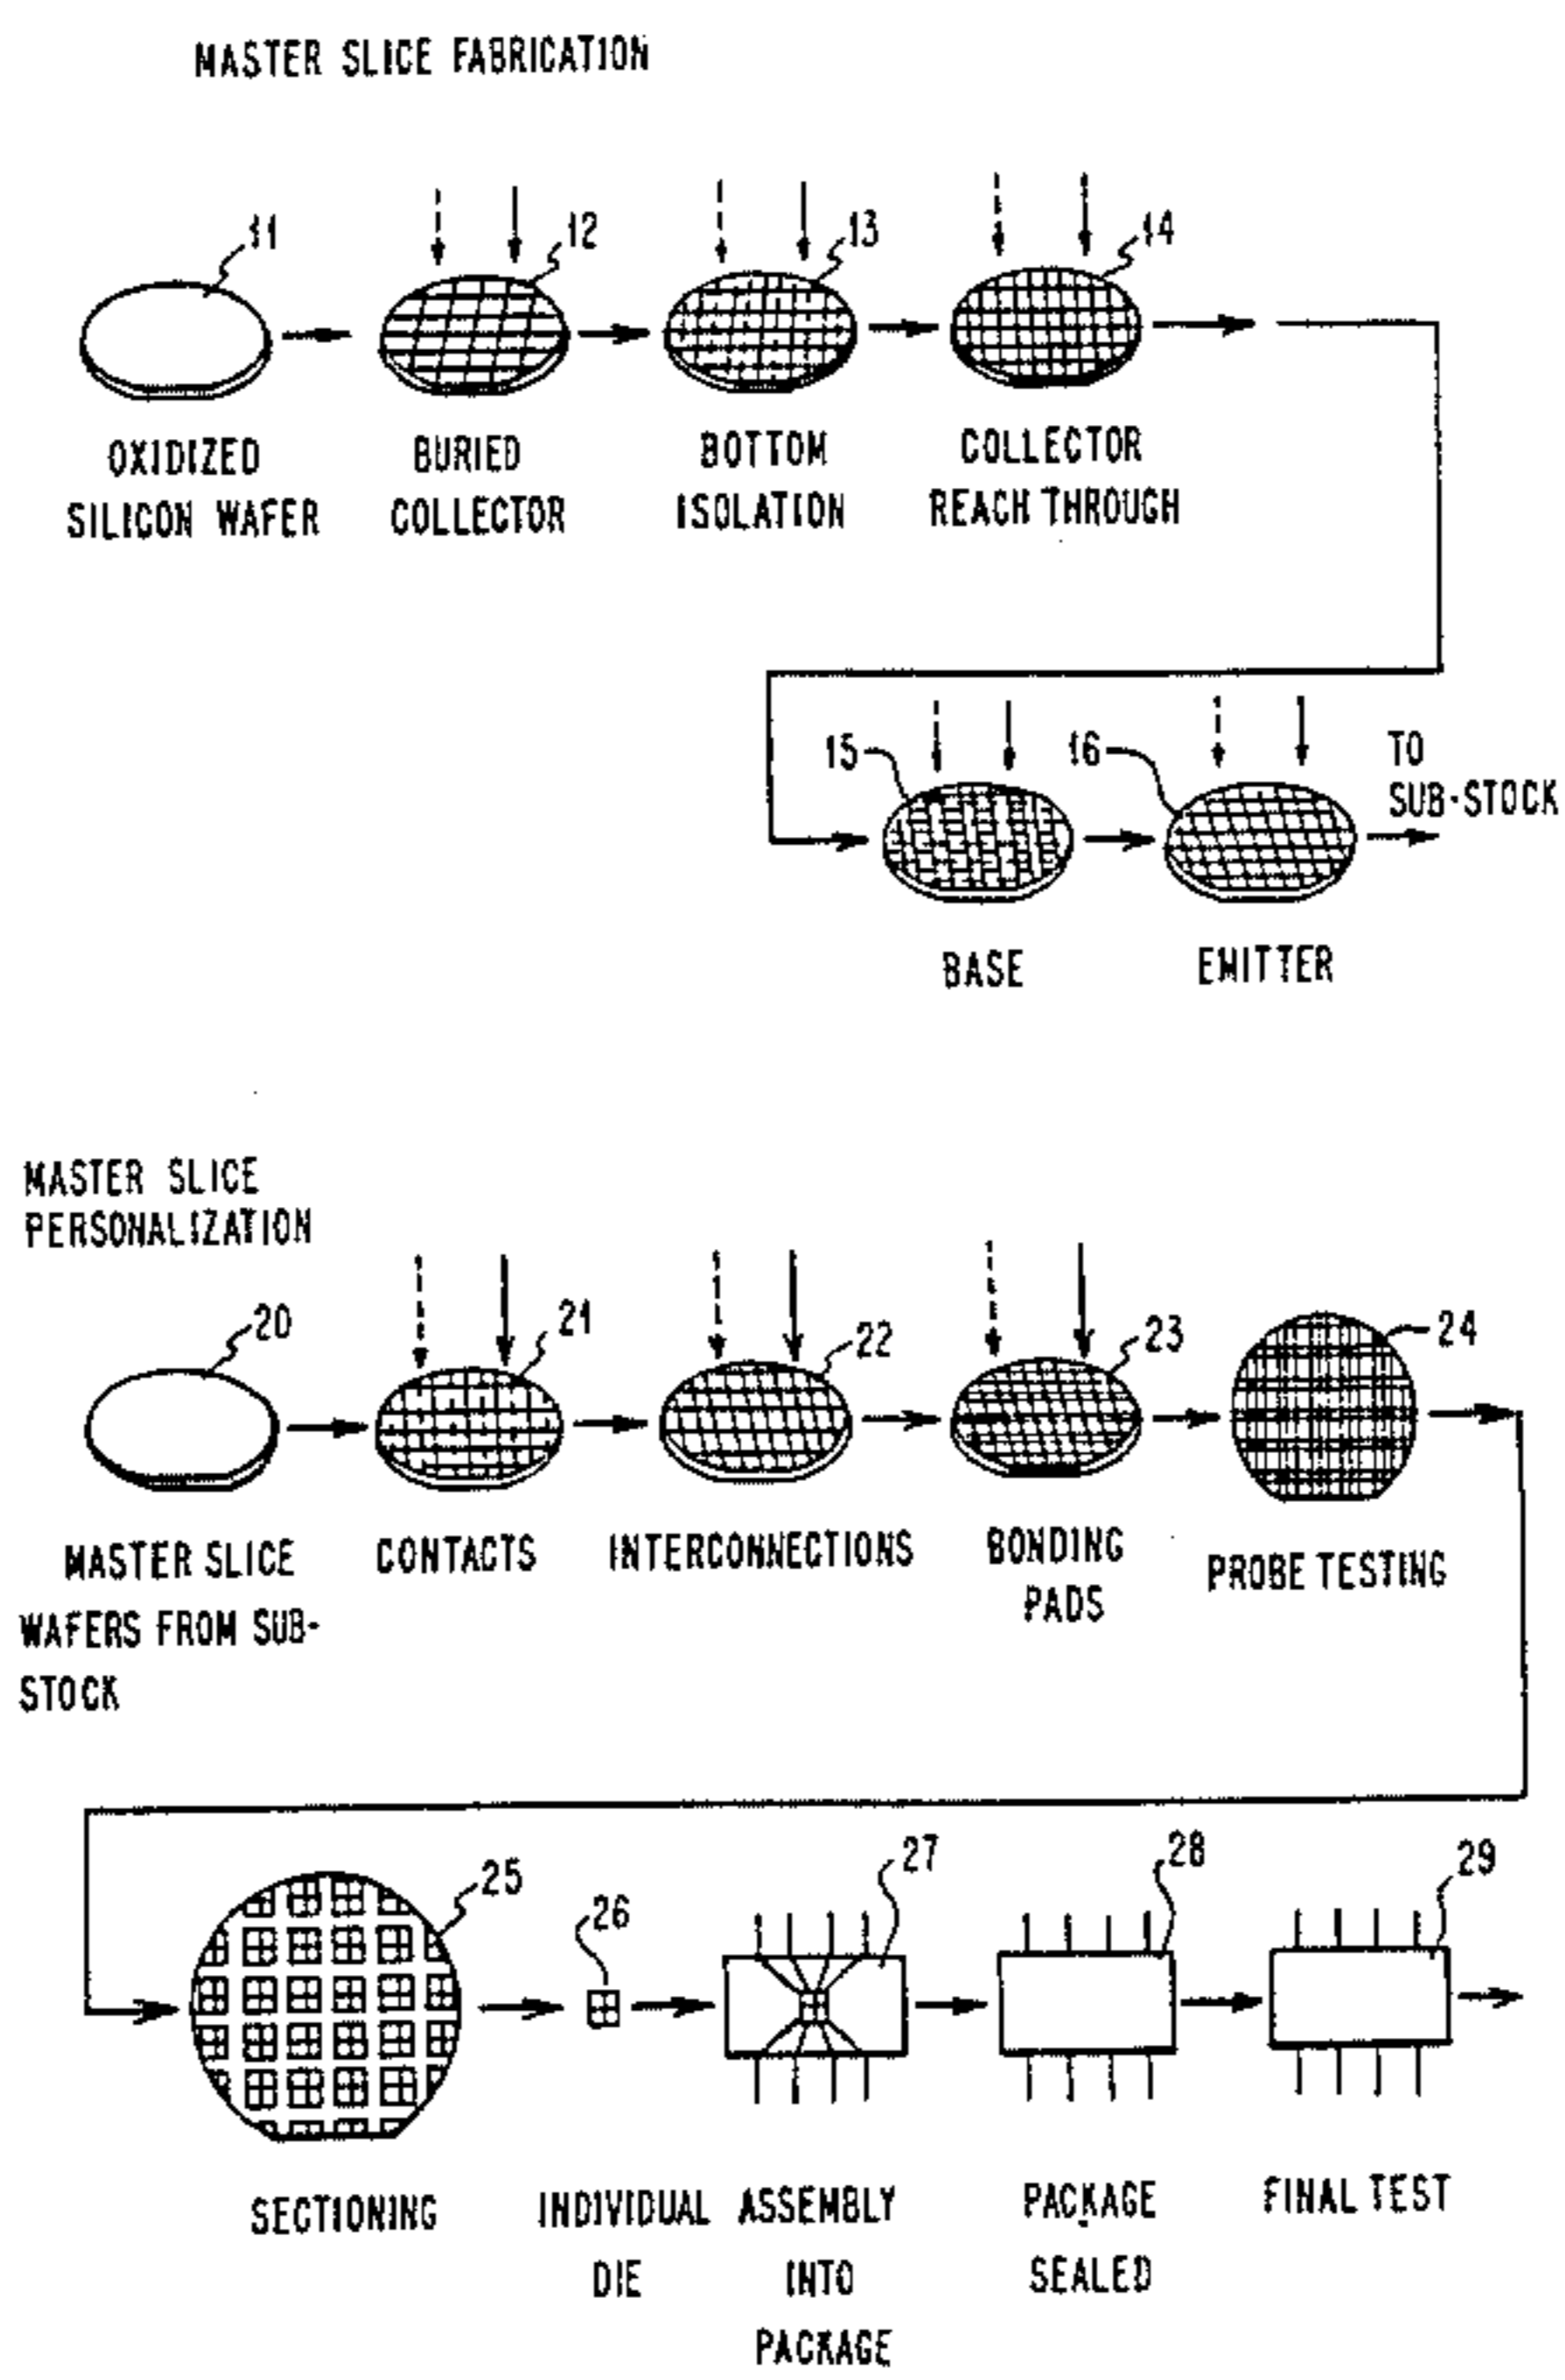 MASTER SLICE FABRICATION
11
12
13
14
OXIDIZED
SILICON WAFER
BURIED
COLLECTOR
BOTTOM
ISOLATION
COLLECTOR
REACH THROUGH
15
16
TO
SUB-STOCK
BASE
EMITTER
MASTER SLICE
PERSONALIZATION
20
21
22
23
24
MASTER SLICE
WAFERS FROM SUB-
STOCK
CONTACTS
INTERCONNECTIONS
BONDING
PADS
PROBE TESTING
25
26
27
28
29
SECTIONING
INDIVIDUAL
DIE
ASSEMBLY
INTO
PACKAGE
PACKAGE
SEALED
FINAL TEST